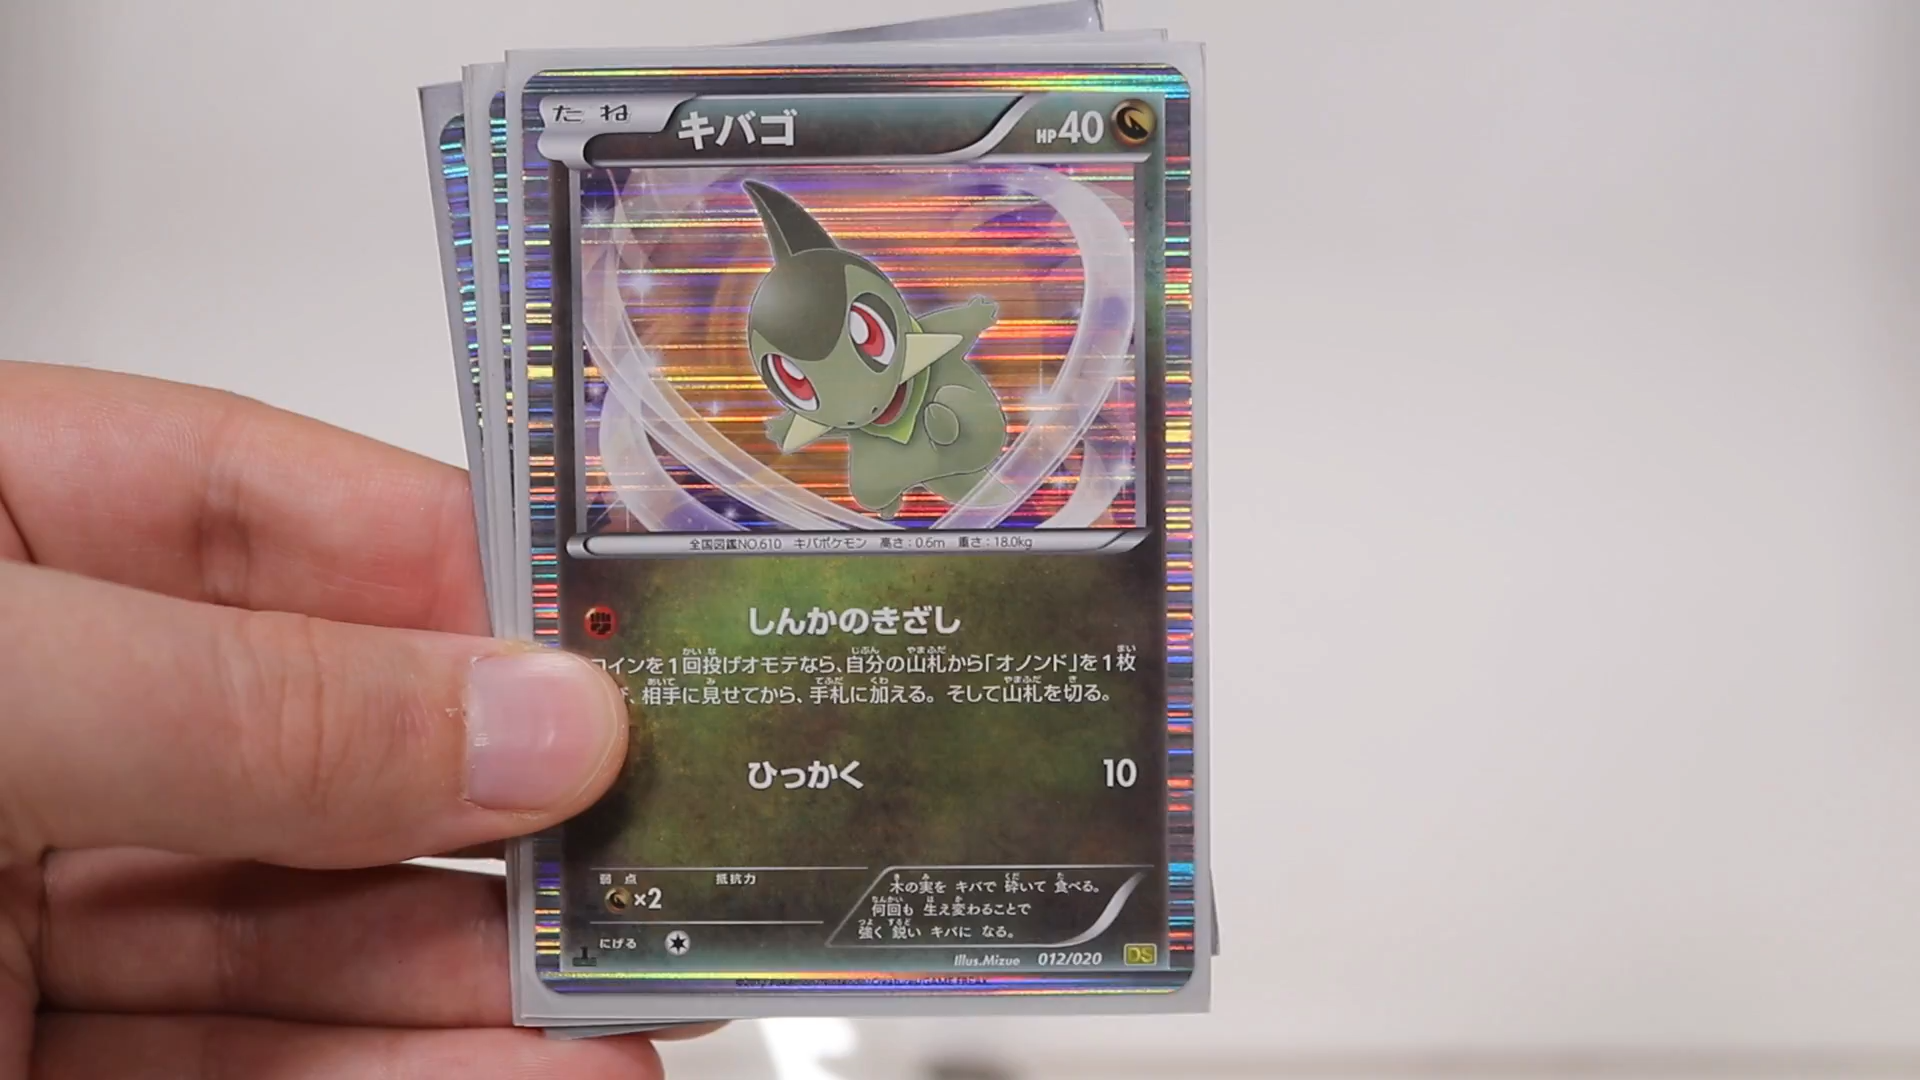 たね キバゴ HP40
全国図鑑NO.610 キバポケモン 高さ:0.6m 重さ:18.0kg
しんかのきざし
コインを1回投げオモテなら、自分の山札から「オノンド」を1枚
、相手に見せてから、手札に加える。そして山札を切る。
ひっかく 10
弱点 抵抗力
×2
にげる
木の実を キバで 砕いて 食べる。
何回も 生え変わることで
強く 鋭い キバに なる。
Illus.Mizue 012/020 DS